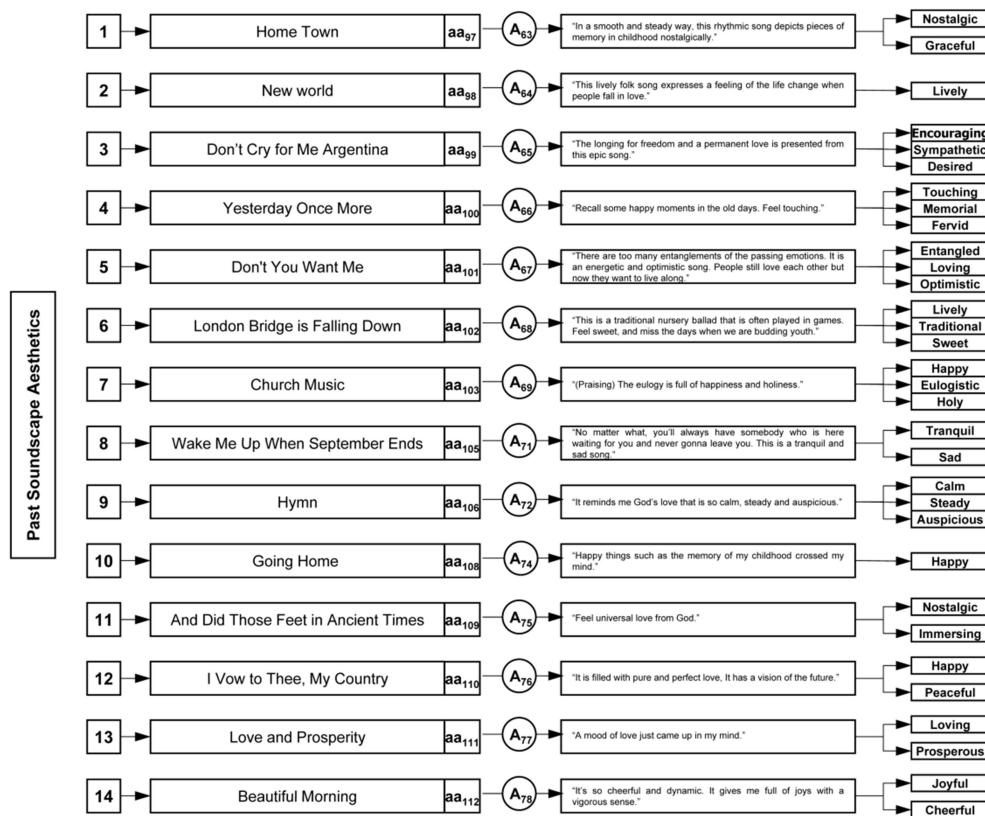 Past Soundscape Aesthetics
1 Home Town aa97 A63
"In a smooth and steady way, this rhythmic song depicts pieces of
memory in childhood nostalgically."
Nostalgic
Graceful
2 New world aa98 A64
"This lively folk song expresses a feeling of the life change when
people fall in love."
Lively
3 Don't Cry for Me Argentina aa99 A65
"The longing for freedom and a permanent love is presented from
this epic song."
Encouraging
Sympathetic
Desired
4 Yesterday Once More aa100 A66
"Recall some happy moments in the old days. Feel touching."
Touching
Memorial
Fervid
5 Don't You Want Me aa101 A67
"There are too many entanglements of the passing emotions. It is
an energetic and optimistic song. People still love each other but
now they want to live along."
Entangled
Loving
Optimistic
6 London Bridge is Falling Down aa102 A68
"This is a traditional nursery ballad that is often played in games.
Feel sweet, and miss the days when we are budding youth."
Lively
Traditional
Sweet
7 Church Music aa103 A69
"(Praising) The eulogy is full of happiness and holiness."
Happy
Eulogistic
Holy
8 Wake Me Up When September Ends aa105 A71
"No matter what, you'll always have somebody who is here
waiting for you and never gonna leave you. This is a tranquil and
sad song."
Tranquil
Sad
9 Hymn aa106 A72
"It reminds me God's love that is so calm, steady and auspicious."
Calm
Steady
Auspicious
10 Going Home aa108 A74
"Happy things such as the memory of my childhood crossed my
mind."
Happy
11 And Did Those Feet in Ancient Times aa109 A75
"Feel universal love from God."
Nostalgic
Immersing
12 I Vow to Thee, My Country aa110 A76
"It is filled with pure and perfect love, It has a vision of the future."
Happy
Peaceful
13 Love and Prosperity aa111 A77
"A mood of love just came up in my mind."
Loving
Prosperous
14 Beautiful Morning aa112 A78
"It's so cheerful and dynamic. It gives me full of joys with a
vigorous sense."
Joyful
Cheerful